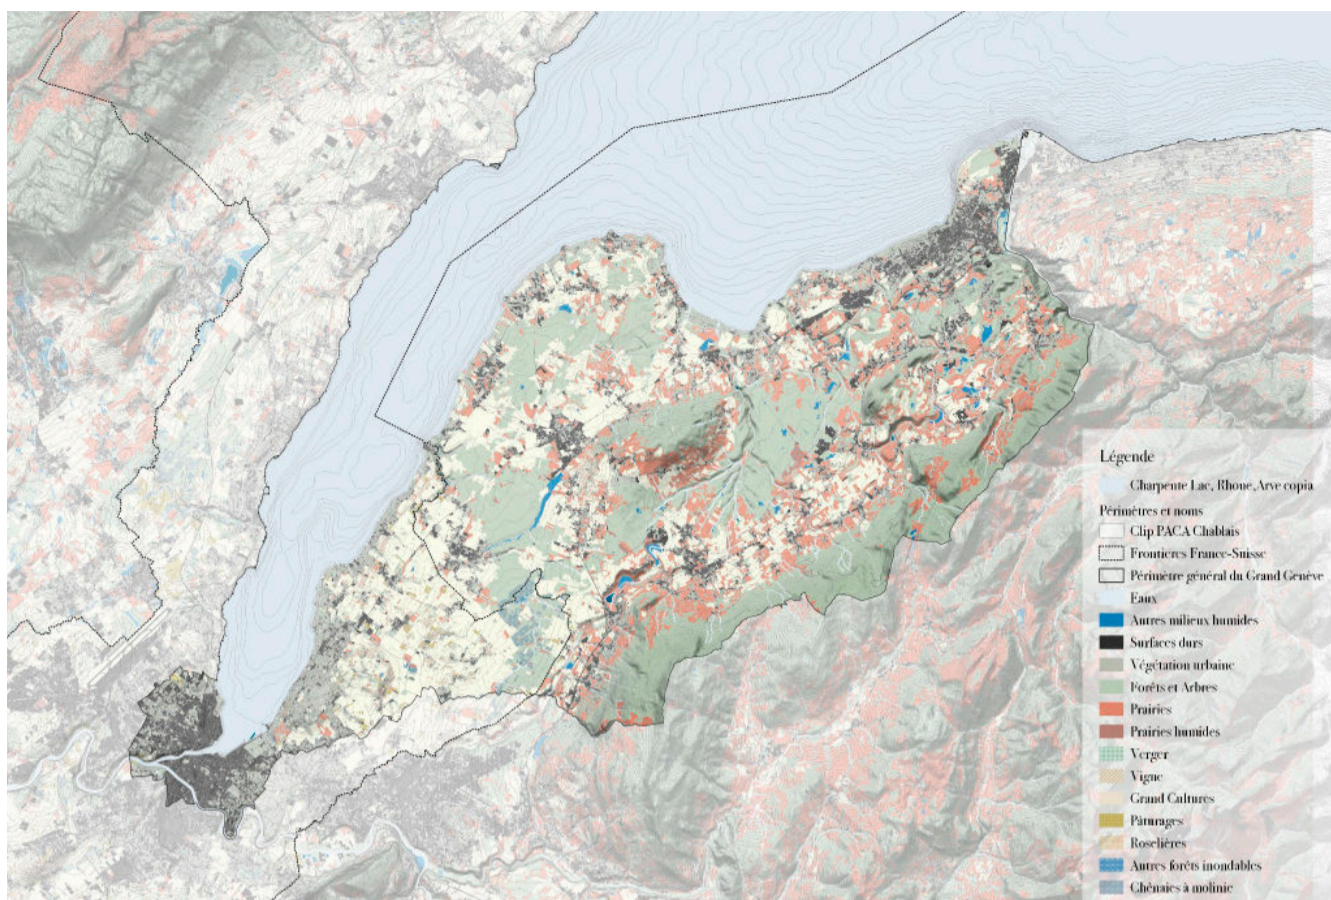 Légende
Charpente Lac, Rhone, Arve copia
Périmètres et noms
Clip PACA Chablais
Frontieres France-Suisse
Périmètre général du Grand Genève
Eaux
Autres milieux humides
Surfaces durs
Végétation urbaine
Forêts et Arbres
Prairies
Prairies humides
Verger
Vigne
Grand Cultures
Pâturages
Roselières
Autres forêts inondables
Chênaies à molinie